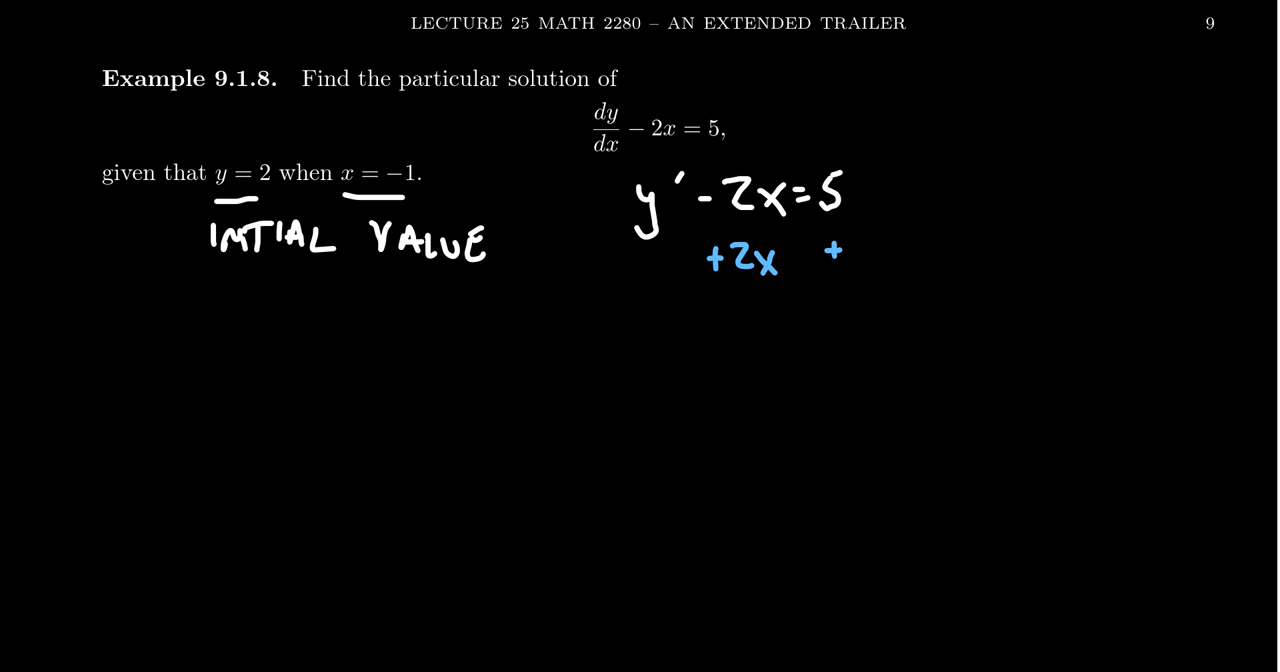 LECTURE 25 MATH 2280 – AN EXTENDED TRAILER 9
Example 9.1.8. Find the particular solution of
dy/dx − 2x = 5,
given that y = 2 when x = −1.
y′ - 2x = 5
INTIAL VALUE
+2x +